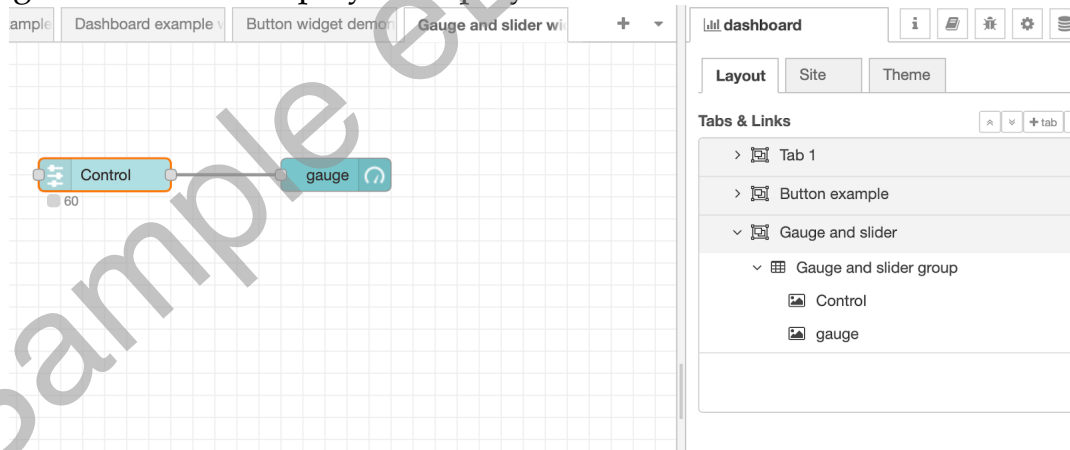 ample
Dashboard example
Button widget demo
Gauge and slider wi
dashboard
Layout
Site
Theme
Tabs & Links
tab
Control
gauge
60
Tab 1
Button example
Gauge and slider
Gauge and slider group
Control
gauge
sample